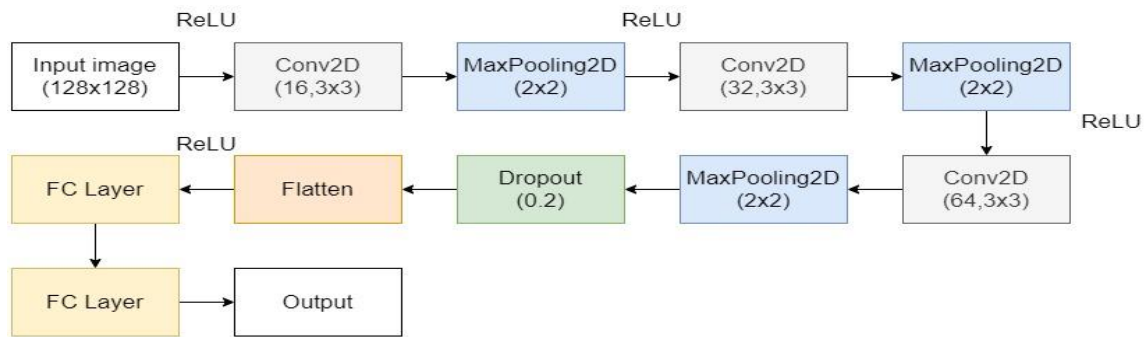 ReLU
ReLU
Input image
(128x128)
Conv2D
(16,3x3)
MaxPooling2D
(2x2)
Conv2D
(32,3x3)
MaxPooling2D
(2x2)
ReLU
Conv2D
(64,3x3)
MaxPooling2D
(2x2)
Dropout
(0.2)
Flatten
ReLU
FC Layer
FC Layer
Output